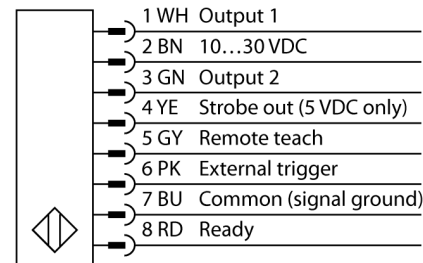 1 WH Output 1
2 BN 10...30 VDC
3 GN Output 2
4 YE Strobe out (5 VDC only)
5 GY Remote teach
6 PK External trigger
7 BU Common (signal ground)
8 RD Ready